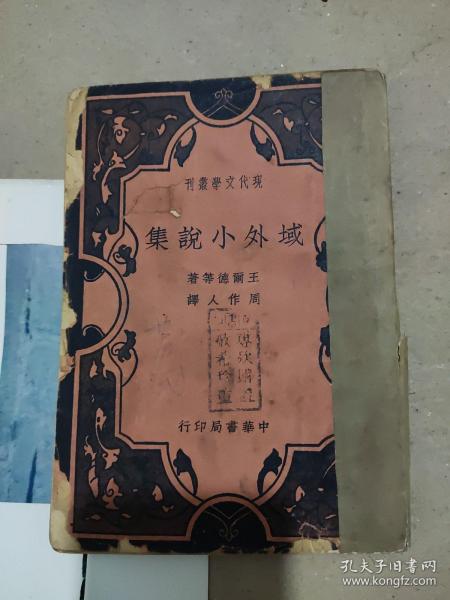 現代文學叢刊
域外小說集
王爾德等著
周作人譯
中華書局印行
孔夫子旧书网
www.kongfz.com